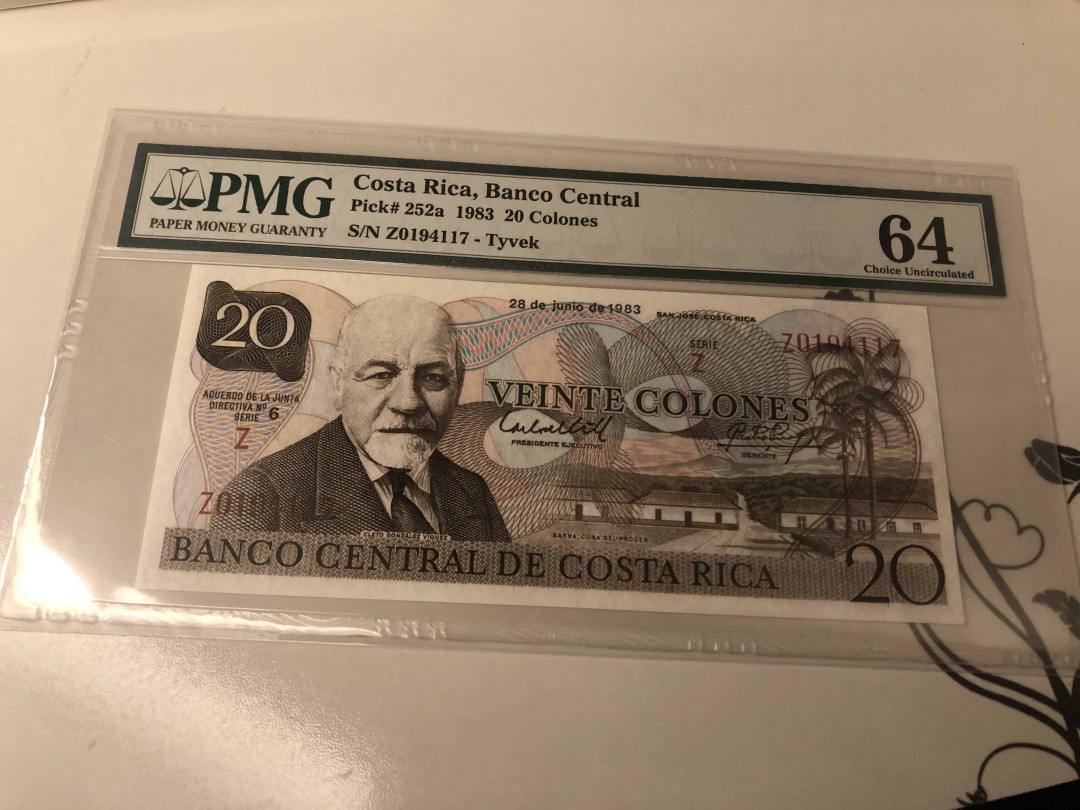 PMG
PAPER MONEY GUARANTY
Costa Rica, Banco Central
Pick# 252a 1983 20 Colones
S/N Z0194117 - Tyvek
64
Choice Uncirculated
20
28 de junio de 1983
SAN JOSE, COSTA RICA
SERIE
Z
Z0194117
ACUERDO DE LA JUNTA
DIRECTIVA Nº
SERIE 6
Z
VEINTE COLONES
PRESIDENTE EJECUTIVO
GERENTE
CLETO GONZALEZ VIQUEZ
BARVA: CUNA DEL PROCER
BANCO CENTRAL DE COSTA RICA
20